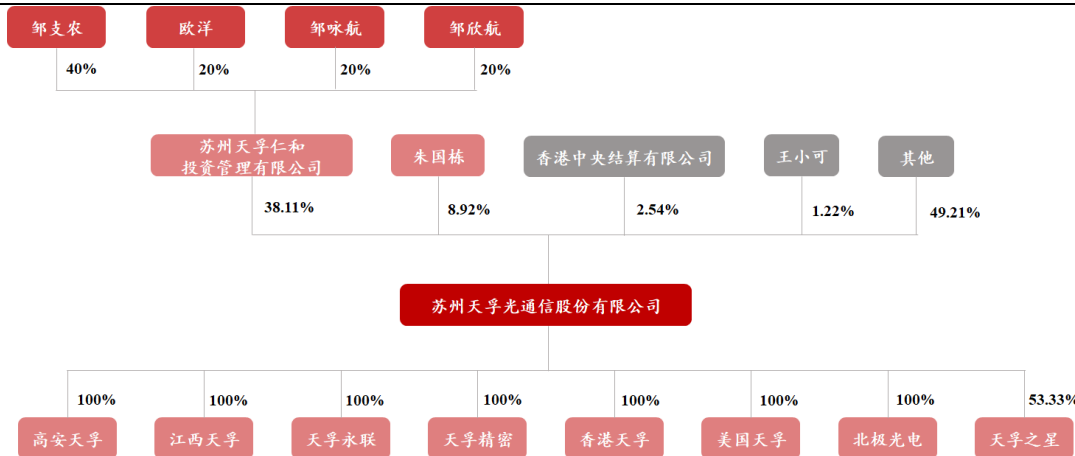 邹支农 欧洋 邹咏航 邹欣航
40% 20% 20% 20%
苏州天孚仁和
投资管理有限公司
朱国栋 香港中央结算有限公司 王小可 其他
38.11% 8.92% 2.54% 1.22% 49.21%
苏州天孚光通信股份有限公司
100% 100% 100% 100% 100% 100% 100% 53.33%
高安天孚 江西天孚 天孚永联 天孚精密 香港天孚 美国天孚 北极光电 天孚之星